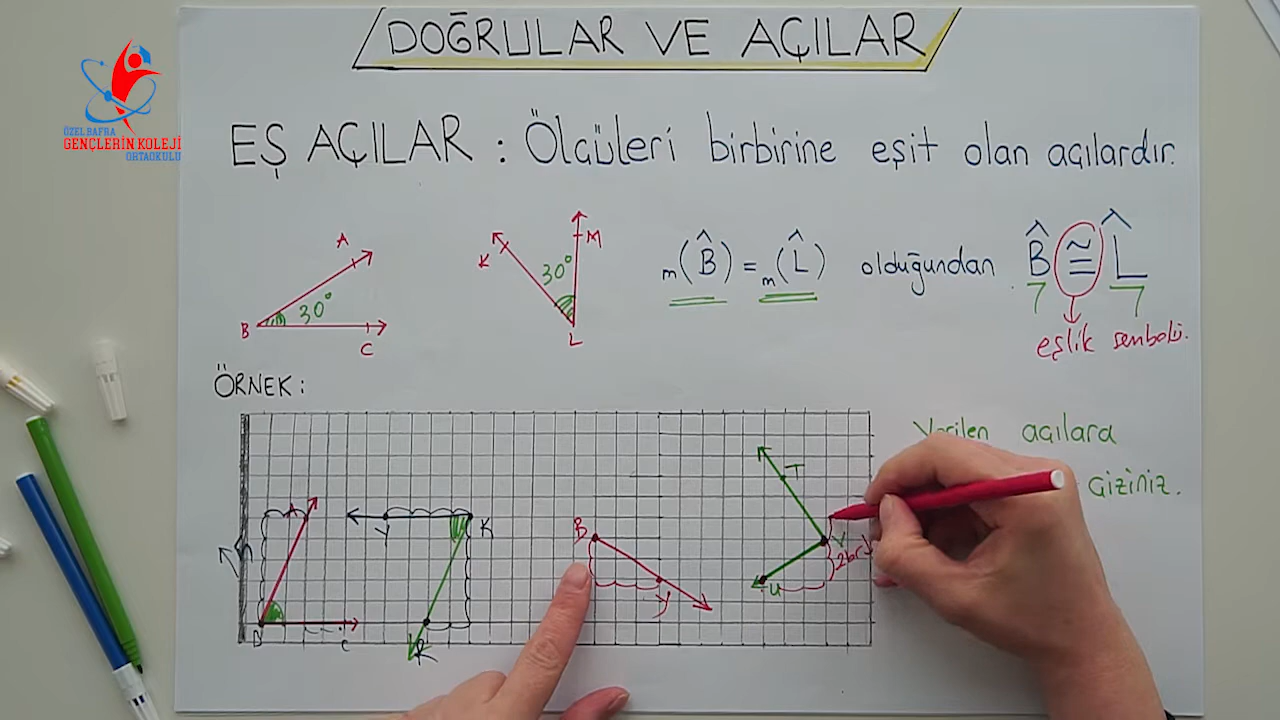 DOĞRULAR VE AÇILAR
ÖZEL BAFRA
GENÇLERİN KOLEJİ
ORTAOKULU
EŞ AÇILAR : Ölçüleri birbirine eşit olan açılardır.
A
30°
B
C
K
M
30°
L
m(B̂) = m(L̂) olduğundan B̂ ≅ L̂
eşlik sembolü.
ÖRNEK:
Verilen açılara
çiziniz.
A
B
C
Y
K
R
B
Y
T
Y
U
2br↓